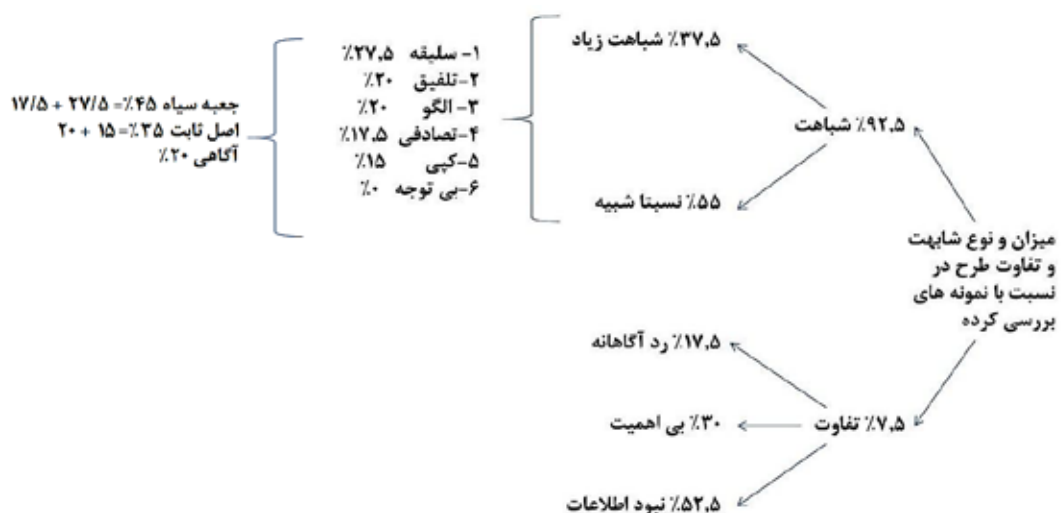 میزان و نوع شابهت
و تفاوت طرح در
نسبت با نمونه های
بررسی کرده
٪۹۲,۵ شباهت
٪۳۷,۵ شباهت زیاد
٪۵۵ نسبتا شبیه
۱- سلیقه ٪۲۷,۵
۲-تلفیق ٪۲۰
۳- الگو ٪۲۰
۴-تصادفی ٪۱۷,۵
۵-کپی ٪۱۵
۶-بی توجه ٪۰
جعبه سیاه ۴۵٪= ۲۷/۵ + ۱۷/۵
اصل ثابت ۳۵٪= ۱۵ + ۲۰
آگاهی ۲۰٪
٪۷,۵ تفاوت
٪۱۷,۵ رد آگاهانه
٪۳۰ بی اهمیت
٪۵۲,۵ نبود اطلاعات